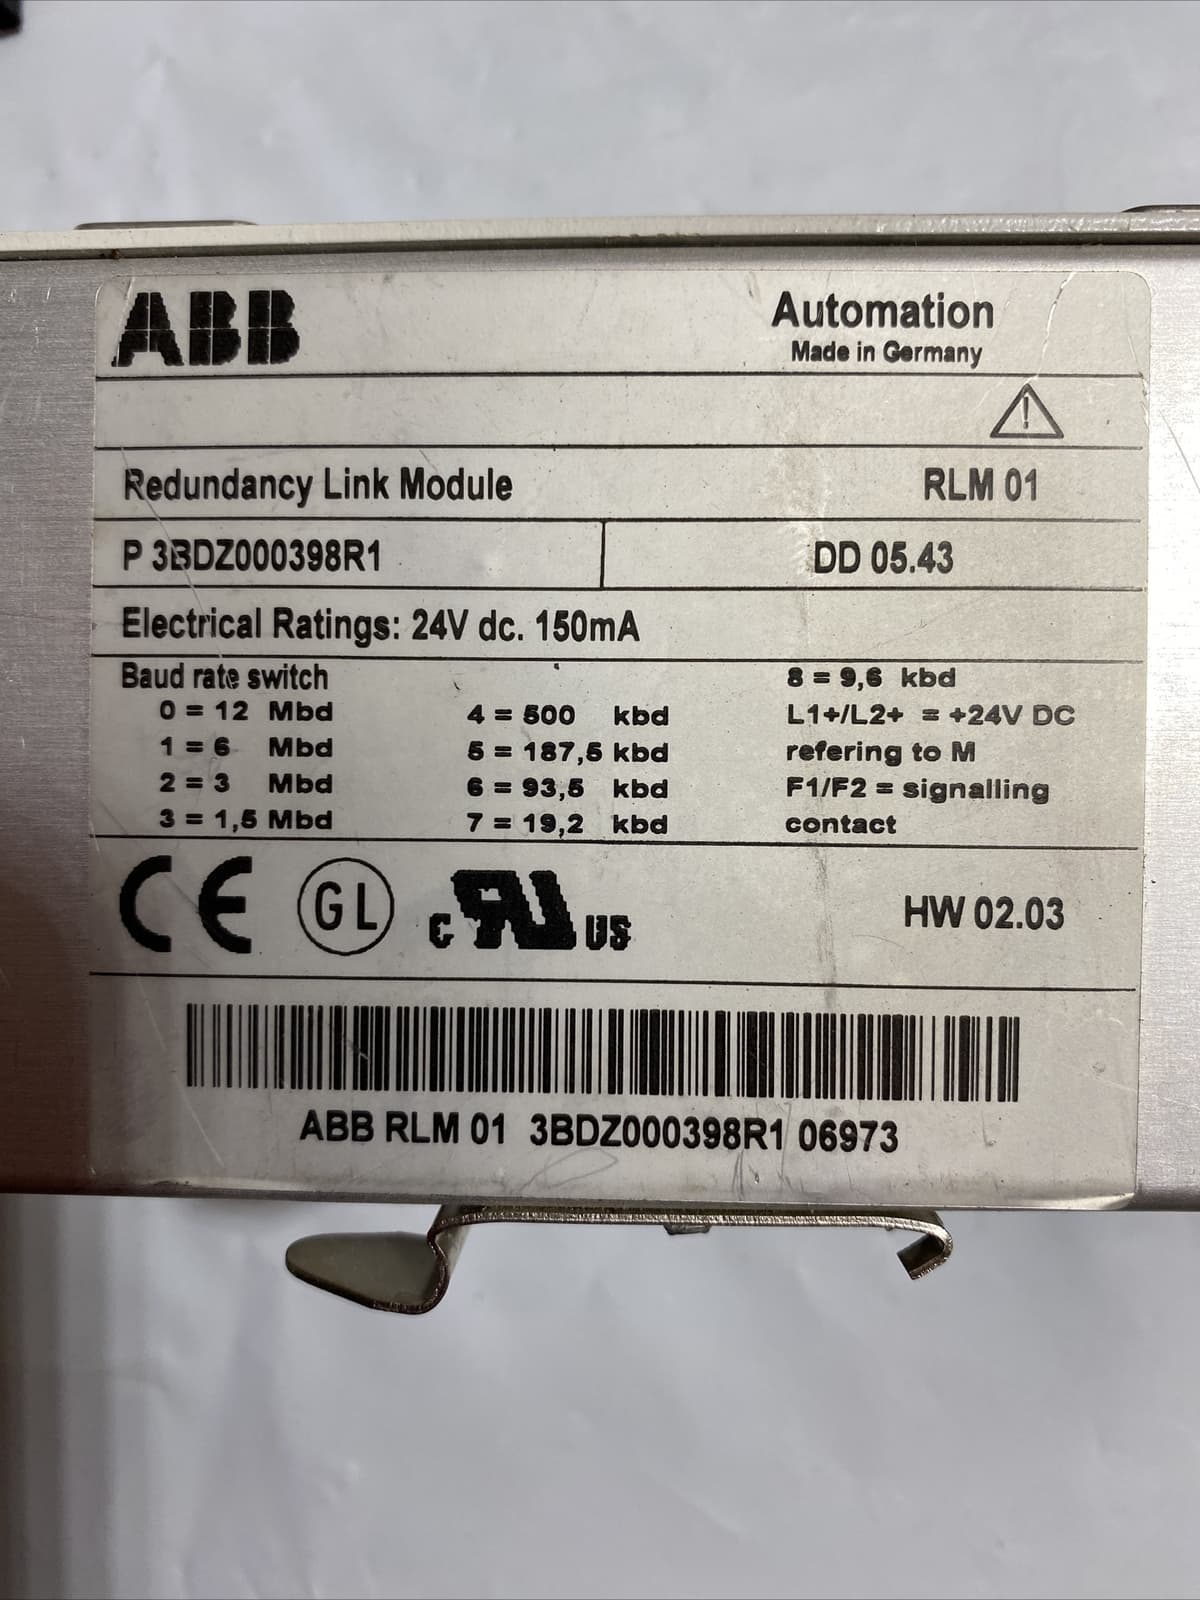 ABB
Automation
Made in Germany
Redundancy Link Module RLM 01
P 3BDZ000398R1 DD 05.43
Electrical Ratings: 24V dc. 150mA
Baud rate switch
0 = 12 Mbd
1 = 6 Mbd
2 = 3 Mbd
3 = 1,5 Mbd
4 = 500 kbd
5 = 187,5 kbd
6 = 93,5 kbd
7 = 19,2 kbd
8 = 9,6 kbd
L1+/L2+ = +24V DC
refering to M
F1/F2 = signalling
contact
CE GL c RU us HW 02.03
ABB RLM 01 3BDZ000398R1 06973